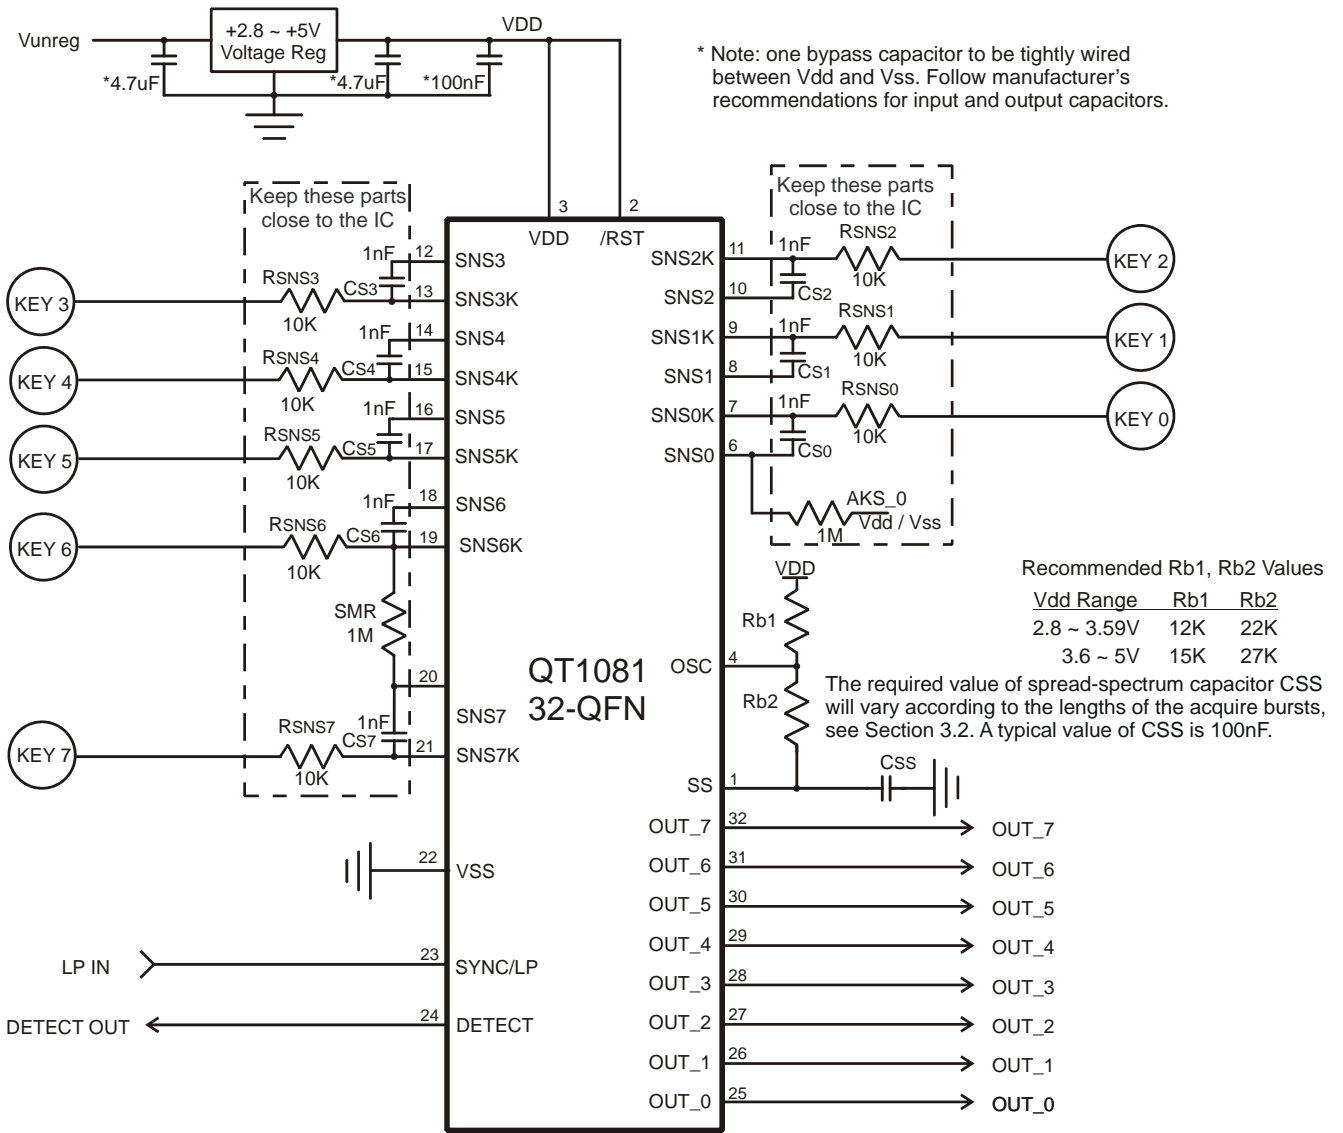 Vunreg
+2.8 ~ +5V
Voltage Reg
VDD
*4.7uF
*4.7uF
*100nF
* Note: one bypass capacitor to be tightly wired
between Vdd and Vss. Follow manufacturer's
recommendations for input and output capacitors.
Keep these parts
close to the IC
Keep these parts
close to the IC
3
2
VDD
/RST
KEY 3
RSNS3
10K
1nF
CS3
12
SNS3
13
SNS3K
KEY 4
RSNS4
10K
1nF
CS4
14
SNS4
15
SNS4K
KEY 5
RSNS5
10K
1nF
CS5
16
SNS5
17
SNS5K
KEY 6
RSNS6
10K
1nF
CS6
18
SNS6
19
SNS6K
SMR
1M
20
SNS7
KEY 7
RSNS7
10K
1nF
CS7
21
SNS7K
22
VSS
LP IN
23
SYNC/LP
DETECT OUT
24
DETECT
QT1081
32-QFN
SNS2K
11
1nF
RSNS2
10K
KEY 2
SNS2
10
CS2
SNS1K
9
1nF
RSNS1
10K
KEY 1
SNS1
8
CS1
SNS0K
7
1nF
RSNS0
10K
KEY 0
SNS0
6
CS0
AKS_0
Vdd / Vss
1M
VDD
Rb1
OSC
4
Rb2
Recommended Rb1, Rb2 Values
Vdd Range Rb1 Rb2
2.8 ~ 3.59V 12K 22K
3.6 ~ 5V 15K 27K
The required value of spread-spectrum capacitor CSS
will vary according to the lengths of the acquire bursts,
see Section 3.2. A typical value of CSS is 100nF.
SS
1
CSS
OUT_7 32 OUT_7
OUT_6 31 OUT_6
OUT_5 30 OUT_5
OUT_4 29 OUT_4
OUT_3 28 OUT_3
OUT_2 27 OUT_2
OUT_1 26 OUT_1
OUT_0 25 OUT_0